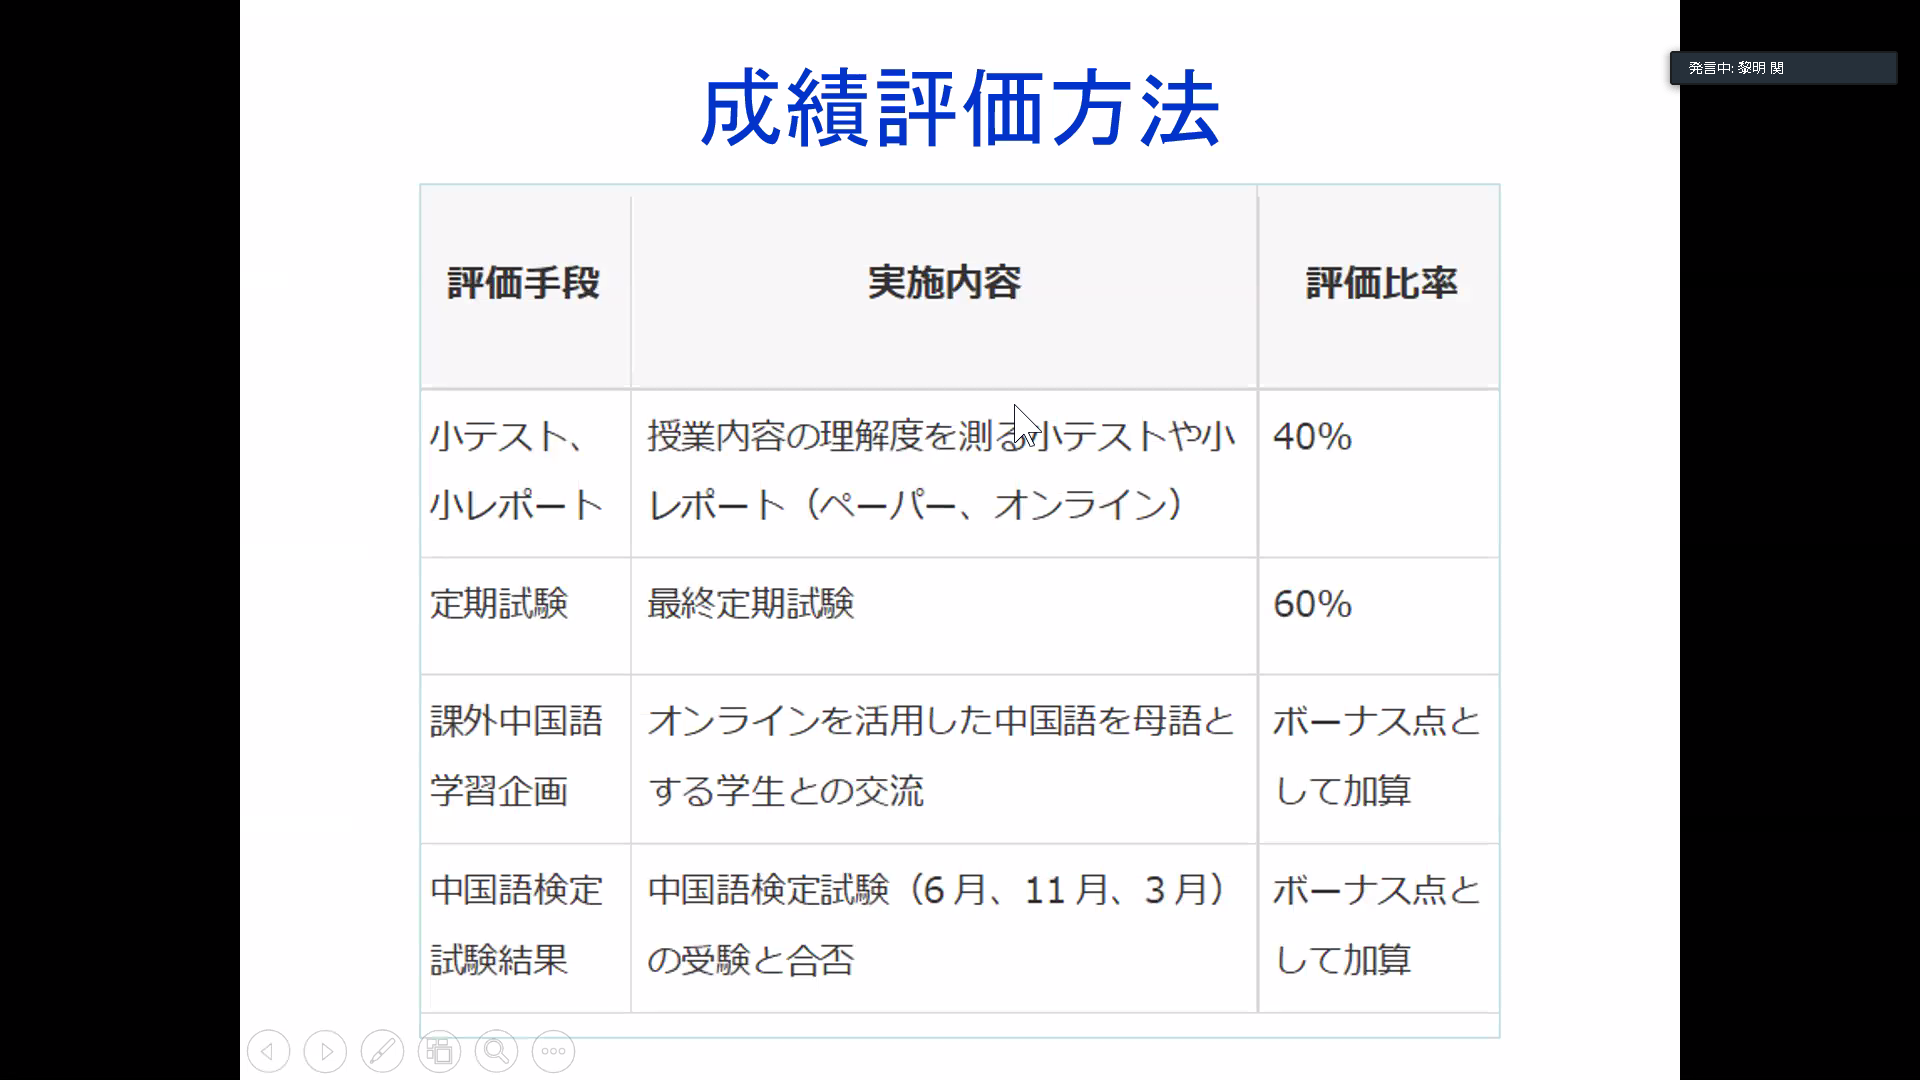 発言中: 黎明 関
成績評価方法
評価手段
実施内容
評価比率
小テスト、
小レポート
授業内容の理解度を測る小テストや小
レポート（ペーパー、オンライン）
40%
定期試験
最終定期試験
60%
課外中国語
学習企画
オンラインを活用した中国語を母語と
する学生との交流
ボーナス点と
して加算
中国語検定
試験結果
中国語検定試験（6 月、11 月、3 月）
の受験と合否
ボーナス点と
して加算